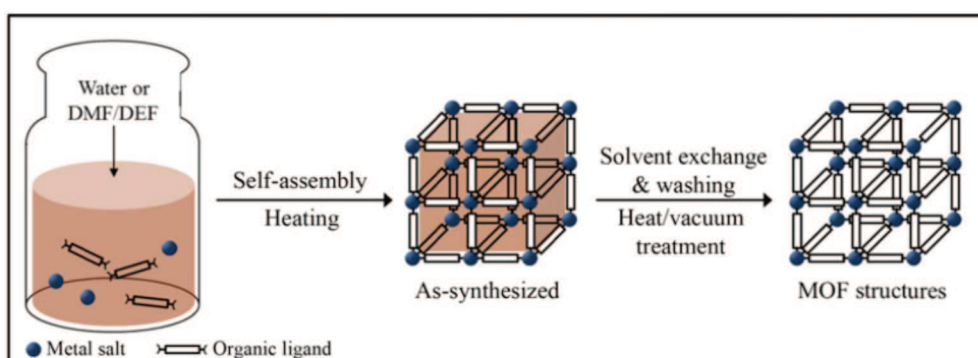 Water or
DMF/DEF
Self-assembly
Heating
As-synthesized
Solvent exchange
& washing
Heat/vacuum
treatment
MOF structures
Metal salt
Organic ligand